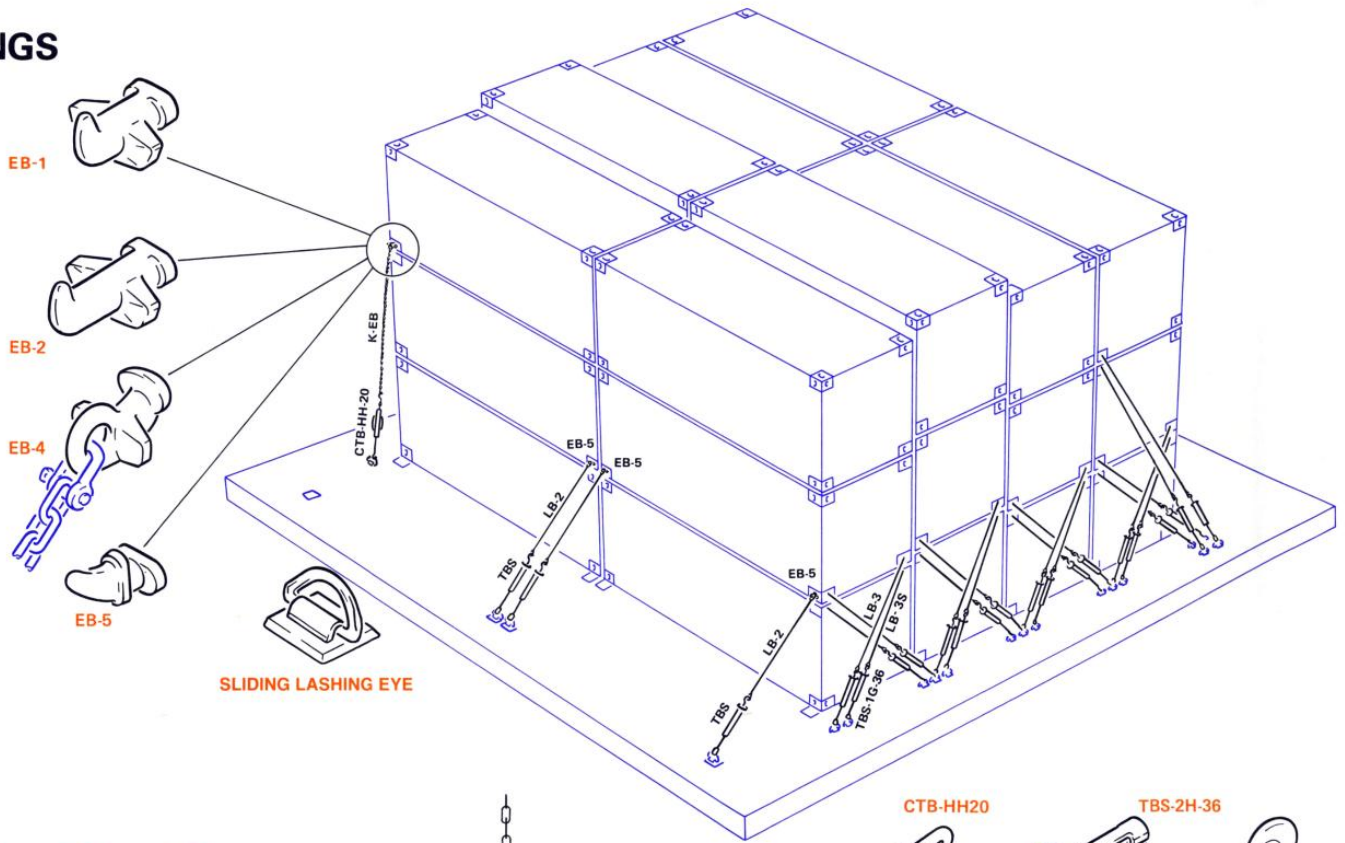 NGS
EB-1
EB-2
EB-4
EB-5
K-EB
CTB-HH-20
EB-5
EB-5
LB-2
TBS
EB-5
LB-2
TBS
LB-3
LB-3S
TBS-1G-36
SLIDING LASHING EYE
CTB-HH20
TBS-2H-36